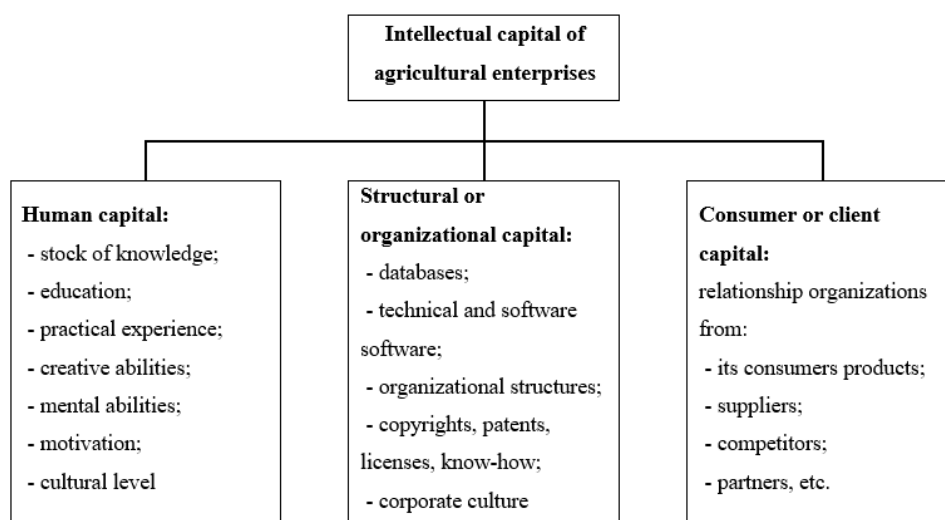 Intellectual capital of
agricultural enterprises
Human capital:
- stock of knowledge;
- education;
- practical experience;
- creative abilities;
- mental abilities;
- motivation;
- cultural level
Structural or
organizational capital:
- databases;
- technical and software
software;
- organizational structures;
- copyrights, patents,
licenses, know-how;
- corporate culture
Consumer or client
capital:
relationship organizations
from:
- its consumers products;
- suppliers;
- competitors;
- partners, etc.